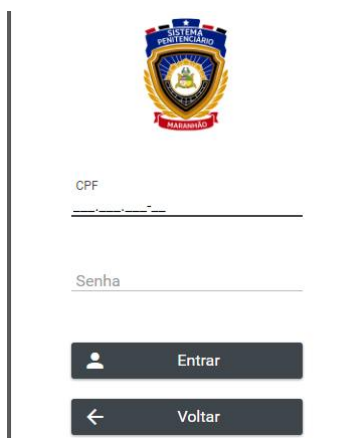 SISTEMA
PENITENCIÁRIO
MARANHÃO
CPF
___.___.___-__
Senha
Entrar
Voltar